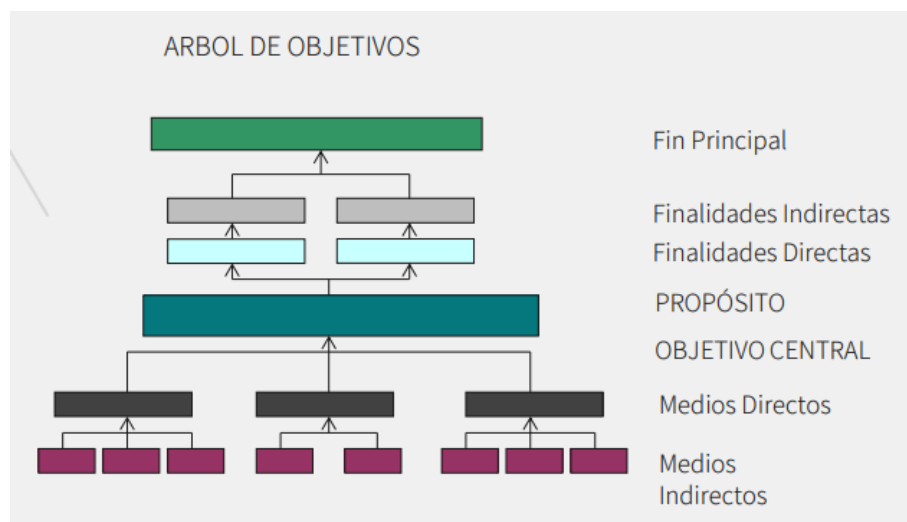 ARBOL DE OBJETIVOS
Fin Principal
Finalidades Indirectas
Finalidades Directas
PROPÓSITO
OBJETIVO CENTRAL
Medios Directos
Medios
Indirectos